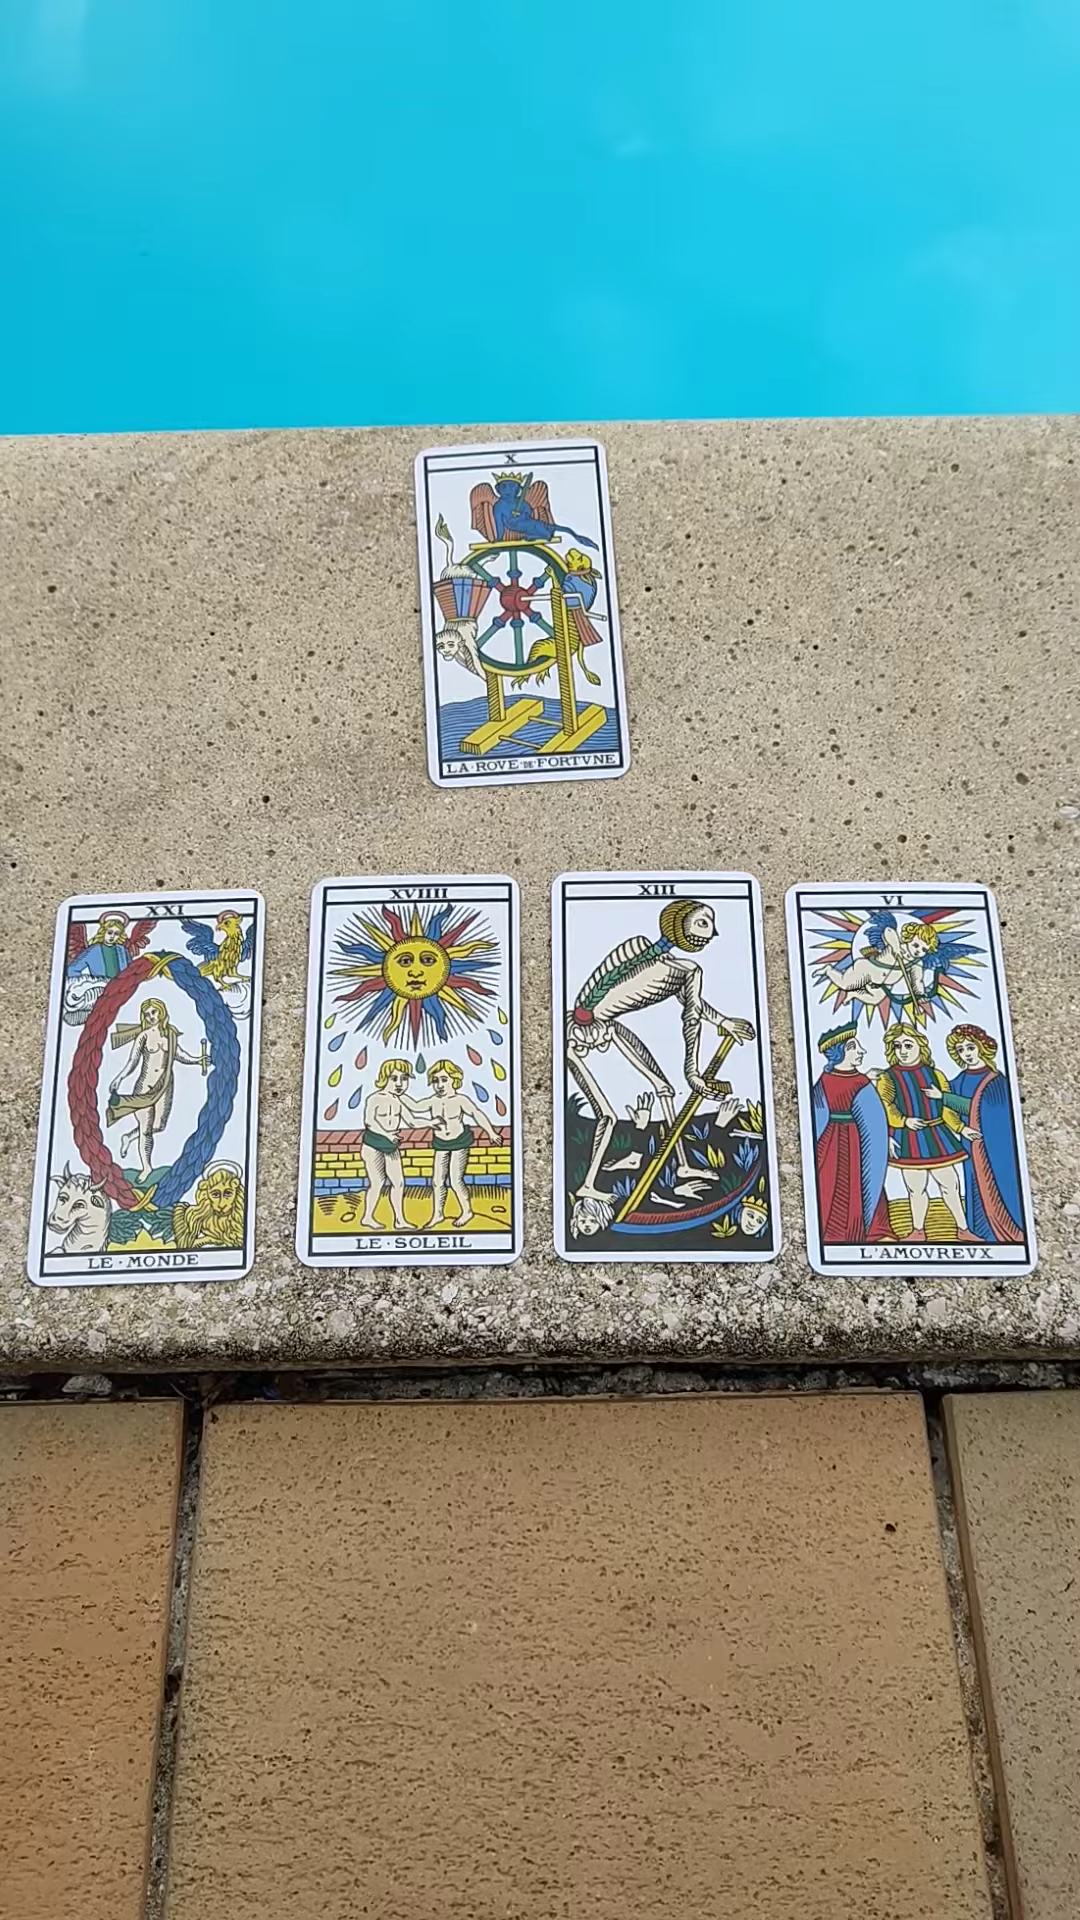 X
LA·ROVE·DE·FORTVNE
XXI
LE·MONDE
XVIIII
LE·SOLEIL
XIII
VI
L'AMOVREVX